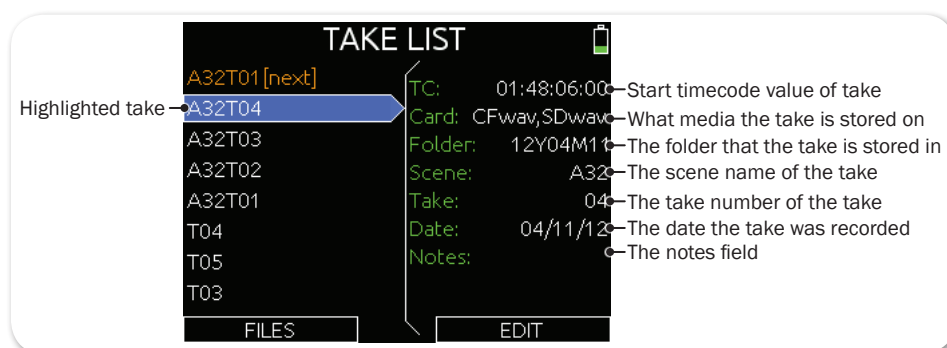 TAKE LIST
A32T01[next]
Highlighted take
A32T04
A32T03
A32T02
A32T01
T04
T05
T03
TC: 01:48:06:00
Start timecode value of take
Card: CFwav,SDwav
What media the take is stored on
Folder: 12Y04M11
The folder that the take is stored in
Scene: A32
The scene name of the take
Take: 04
The take number of the take
Date: 04/11/12
The date the take was recorded
Notes:
The notes field
FILES
EDIT